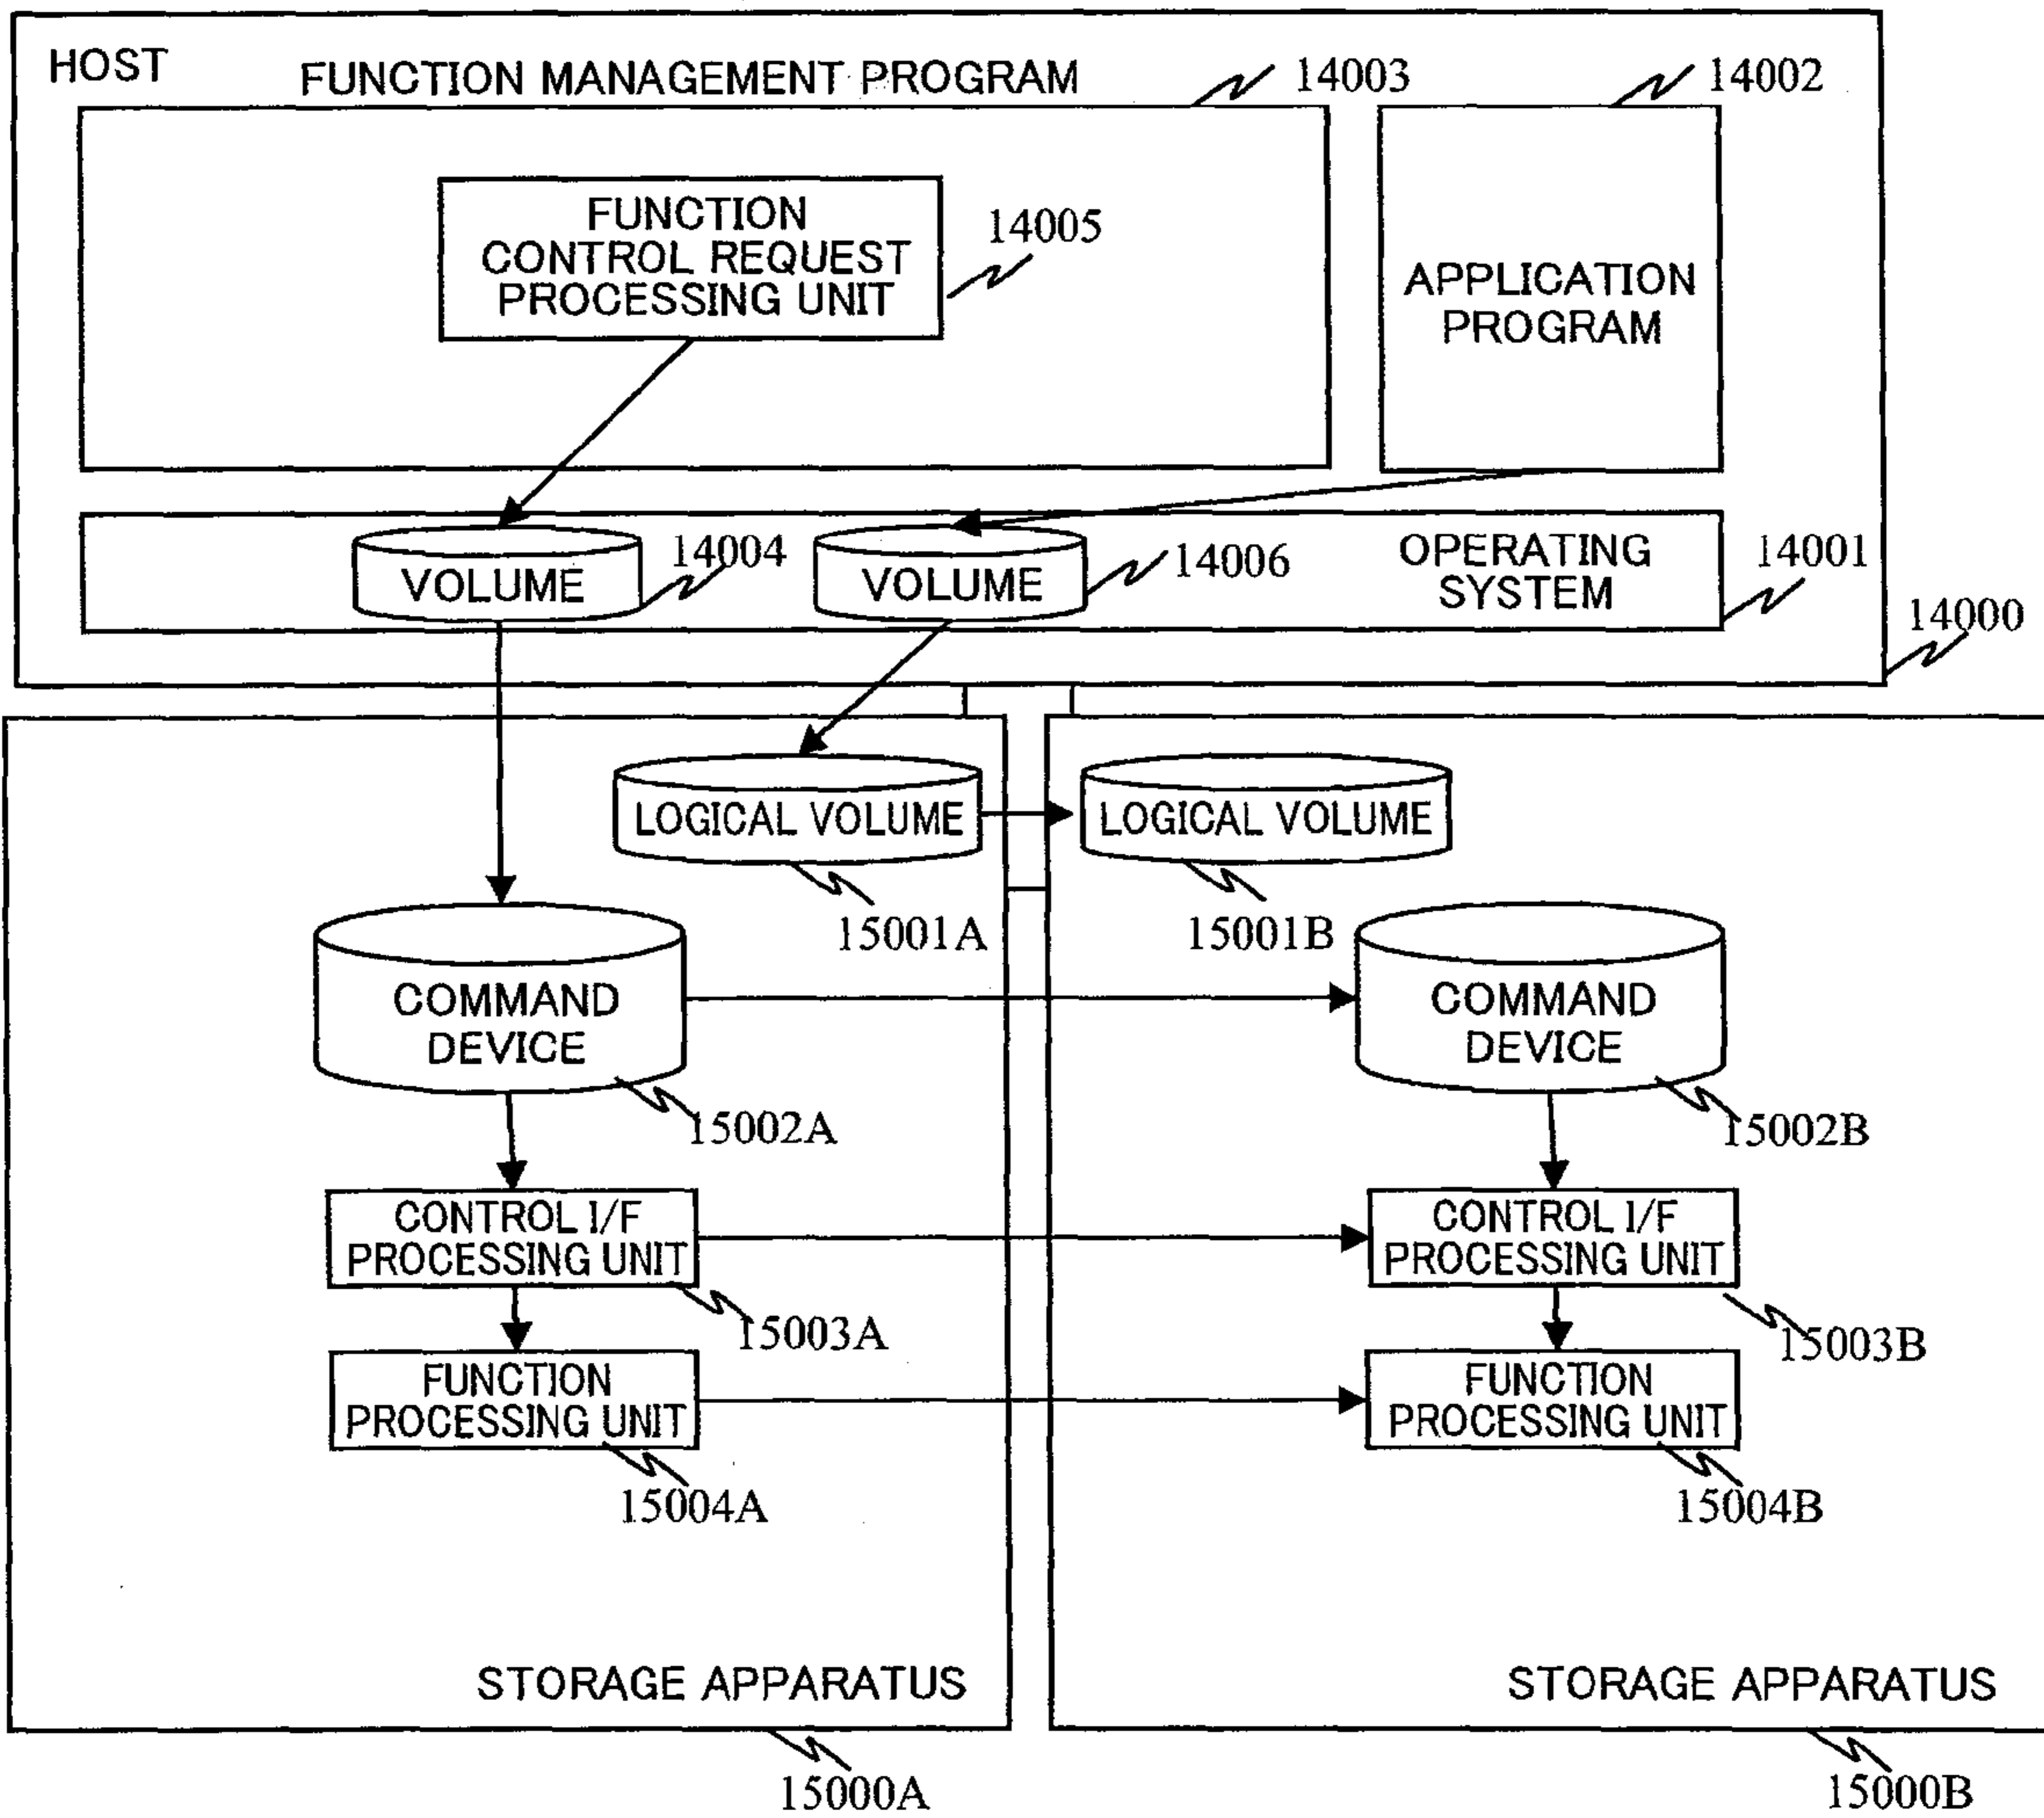 HOST
FUNCTION MANAGEMENT PROGRAM
14003
14002
FUNCTION
CONTROL REQUEST
PROCESSING UNIT
14005
APPLICATION
PROGRAM
VOLUME
14004
VOLUME
14006
OPERATING
SYSTEM
14001
14000
LOGICAL VOLUME
LOGICAL VOLUME
15001A
15001B
COMMAND
DEVICE
COMMAND
DEVICE
15002A
15002B
CONTROL I/F
PROCESSING UNIT
CONTROL I/F
PROCESSING UNIT
15003A
15003B
FUNCTION
PROCESSING UNIT
FUNCTION
PROCESSING UNIT
15004A
15004B
STORAGE APPARATUS
STORAGE APPARATUS
15000A
15000B